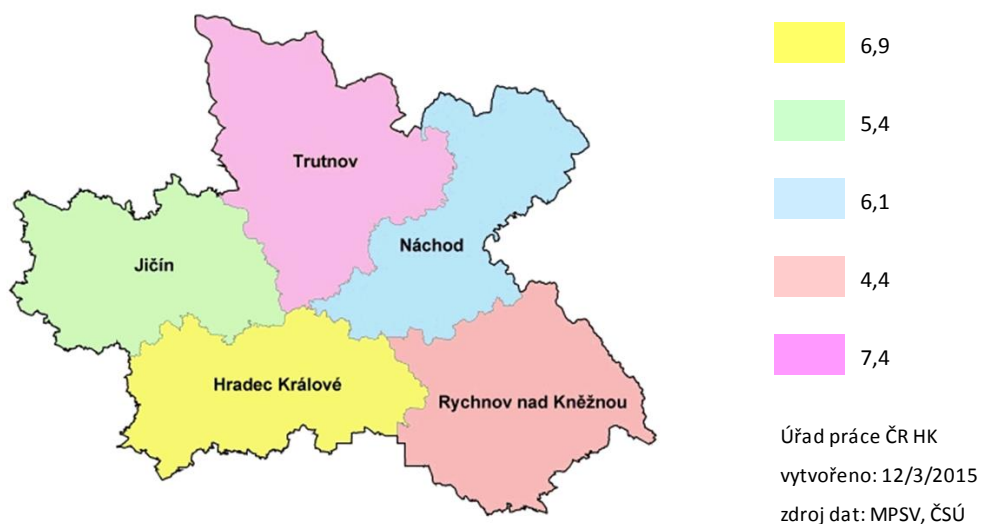 Trutnov
Náchod
Jičín
Hradec Králové
Rychnov nad Kněžnou
6,9
5,4
6,1
4,4
7,4
Úřad práce ČR HK
vytvořeno: 12/3/2015
zdroj dat: MPSV, ČSÚ